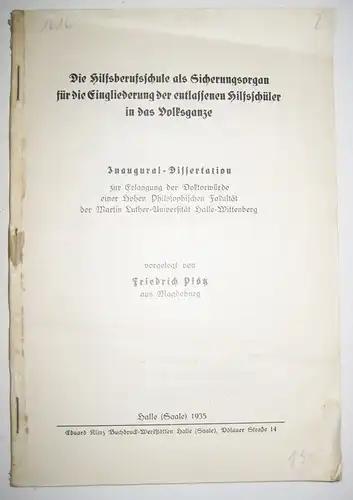 Die Hilfsberufsschule als Sicherungsorgan
für die Eingliederung der entlassenen Hilfsschüler
in das Volksganze
Inaugural-Dissertation
zur Erlangung der Doktorwürde
einer Hohen Philosophischen Fakultät
der Martin Luther-Universität Halle-Wittenberg
vorgelegt von
Friedrich Plötz
aus Magdeburg
Halle (Saale) 1935
Eduard Klinz Buchdruck-Werkstätten Halle (Saale), Straße 14